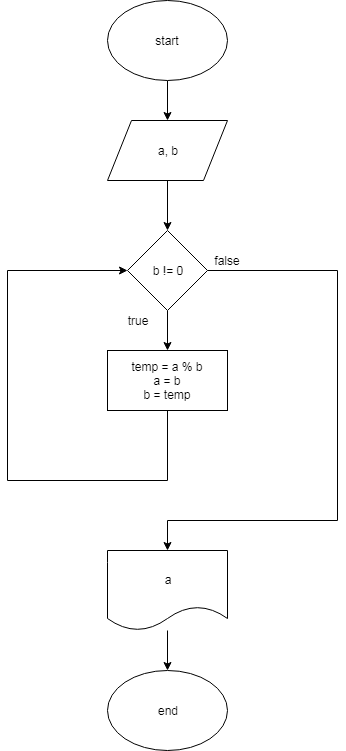 start
a, b
b != 0
false
true
temp = a % b
a = b
b = temp
a
end